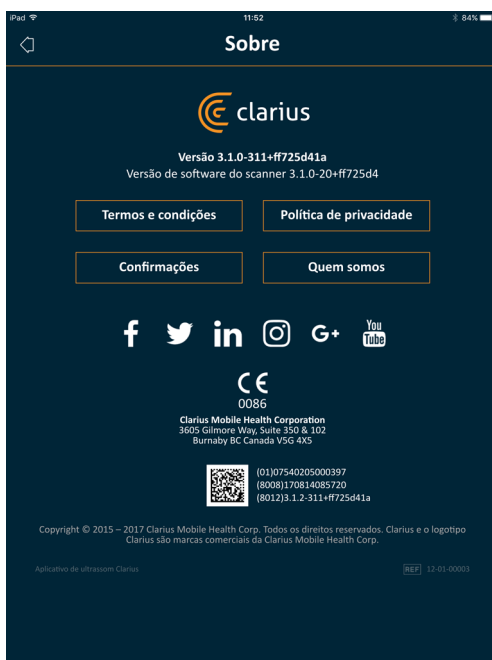 iPad 11:52 84%
Sobre
clarius
Versão 3.1.0-311+ff725d41a
Versão de software do scanner 3.1.0-20+ff725d4
Termos e condições Política de privacidade
Confirmações Quem somos
f in G+ You Tube
CE
0086
Clarius Mobile Health Corporation
3605 Gilmore Way, Suite 350 & 102
Burnaby BC Canada V5G 4X5
(01)07540205000397
(8008)170814085720
(8012)3.1.2-311+ff725d41a
Copyright © 2015 – 2017 Clarius Mobile Health Corp. Todos os direitos reservados. Clarius e o logotipo
Clarius são marcas comerciais da Clarius Mobile Health Corp.
Aplicativo de ultrassom Clarius REF 12-01-00003